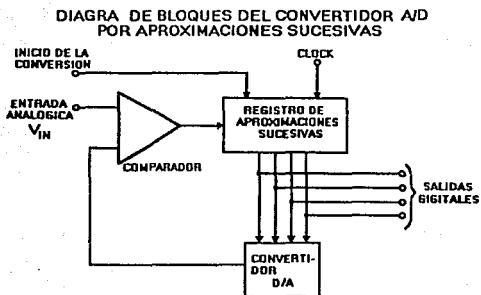 DIAGRA DE BLOQUES DEL CONVERTIDOR A/D
POR APROXIMACIONES SUCESIVAS
INICIO DE LA
CONVERSION
CLOCK
ENTRADA
ANALOGICA
VIN
COMPARADOR
REGISTRO DE
APROXIMACIONES
SUCESIVAS
SALIDAS
GIGITALES
CONVERTI-
DOR
D/A